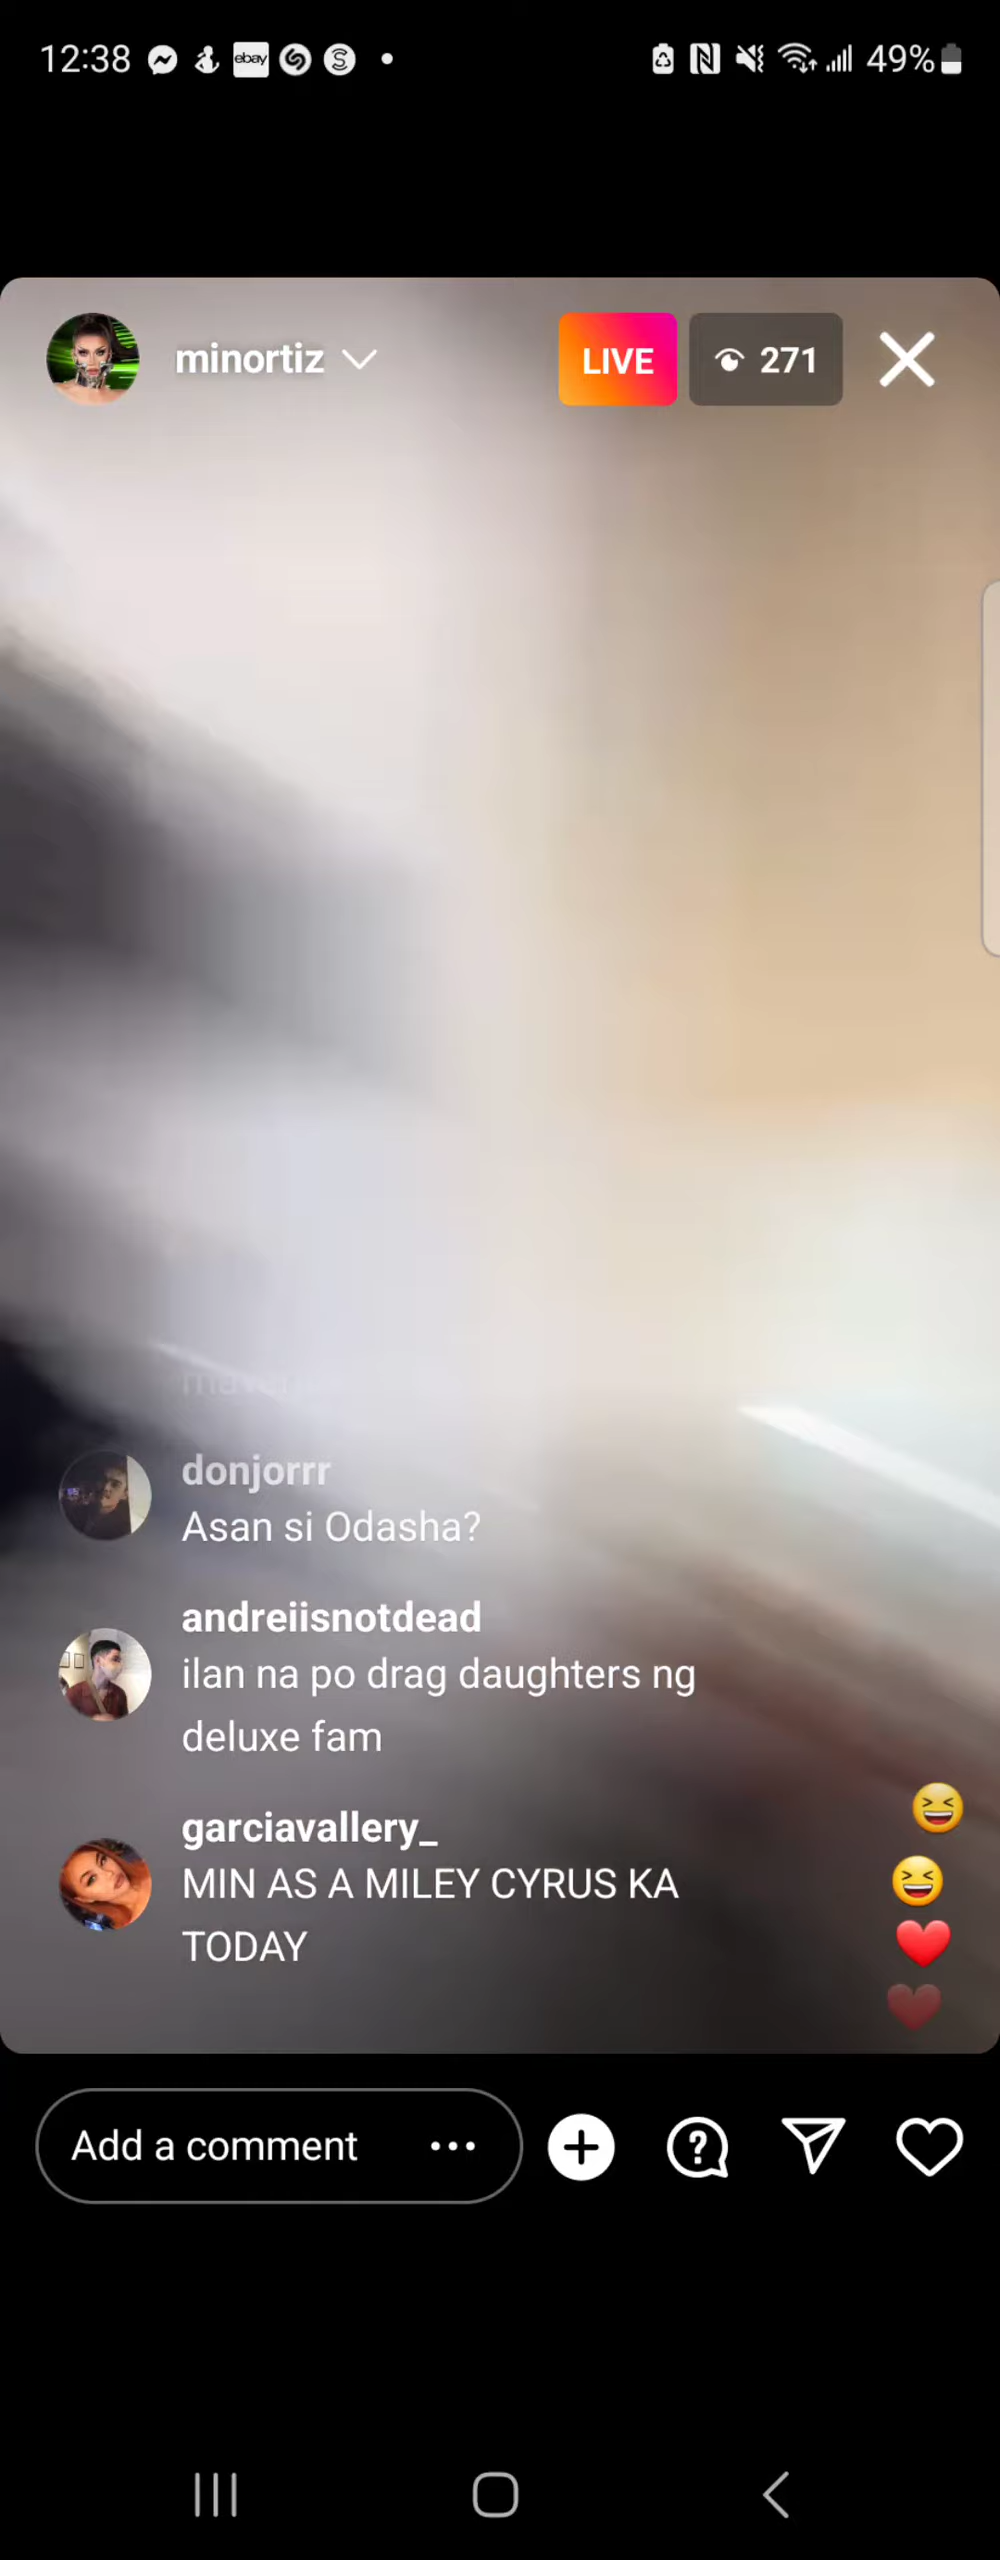 12:38 ebay 49%
minortiz LIVE 271
donjorrr
Asan si Odasha?
andreiisnotdead
ilan na po drag daughters ng
deluxe fam
garciavallery_
MIN AS A MILEY CYRUS KA
TODAY
Add a comment